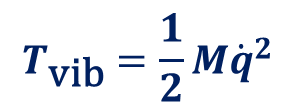 T_vib = 1/2 Mq̇²